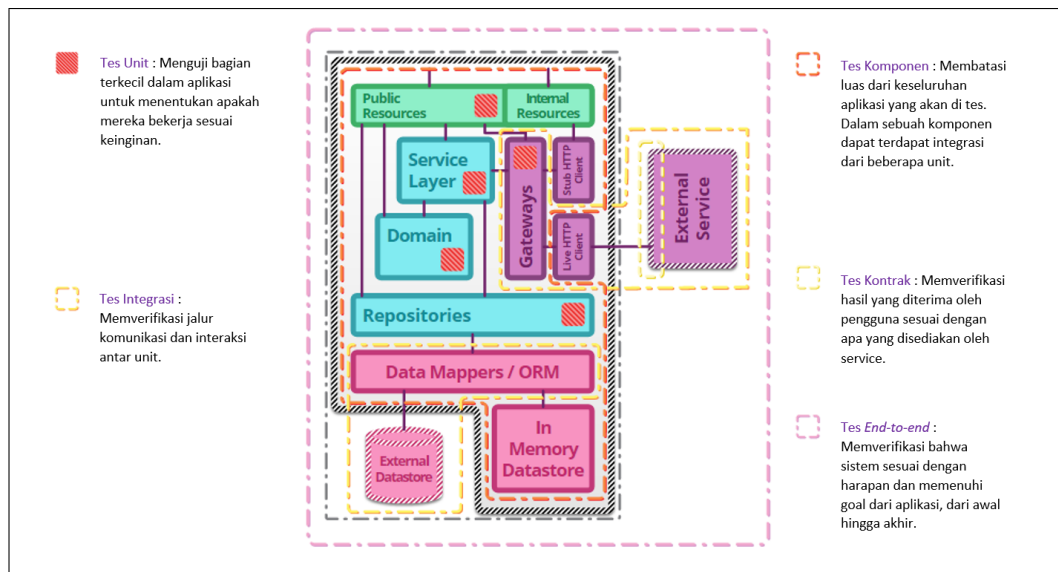 Tes Unit : Menguji bagian
terkecil dalam aplikasi
untuk menentukan apakah
mereka bekerja sesuai
keinginan.
Tes Integrasi :
Memverifikasi jalur
komunikasi dan interaksi
antar unit.
Public
Resources
Internal
Resources
Service
Layer
Domain
Gateways
Stub HTTP
Client
Live HTTP
Client
External
Service
Repositories
Data Mappers / ORM
External
Datastore
In
Memory
Datastore
Tes Komponen : Membatasi
luas dari keseluruhan
aplikasi yang akan di tes.
Dalam sebuah komponen
dapat terdapat integrasi
dari beberapa unit.
Tes Kontrak : Memverifikasi
hasil yang diterima oleh
pengguna sesuai dengan
apa yang disediakan oleh
service.
Tes End-to-end :
Memverifikasi bahwa
sistem sesuai dengan
harapan dan memenuhi
goal dari aplikasi, dari awal
hingga akhir.